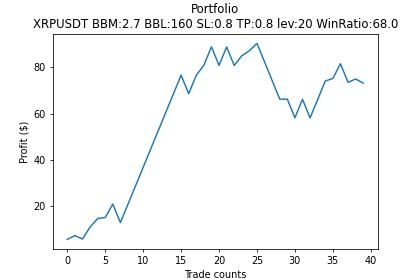 Portfolio
XRPUSDT BBM:2.7 BBL:160 SL:0.8 TP:0.8 lev:20 WinRatio:68.0
80
60
40
20
Profit ($)
0 5 10 15 20 25 30 35 40
Trade counts